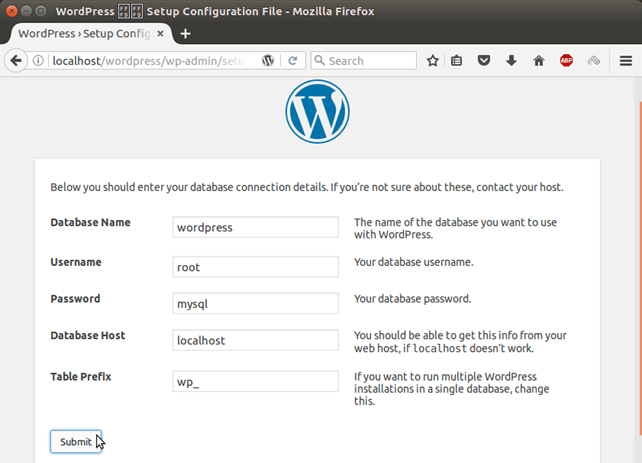 WordPress FFFD FFFD Setup Configuration File - Mozilla Firefox
WordPress › Setup Config
localhost/wordpress/wp-admin/setu
Search
ABP
Below you should enter your database connection details. If you're not sure about these, contact your host.
Database Name
wordpress
The name of the database you want to use
with WordPress.
Username
root
Your database username.
Password
mysql
Your database password.
Database Host
localhost
You should be able to get this info from your
web host, if localhost doesn't work.
Table Prefix
wp_
If you want to run multiple WordPress
installations in a single database, change
this.
Submit